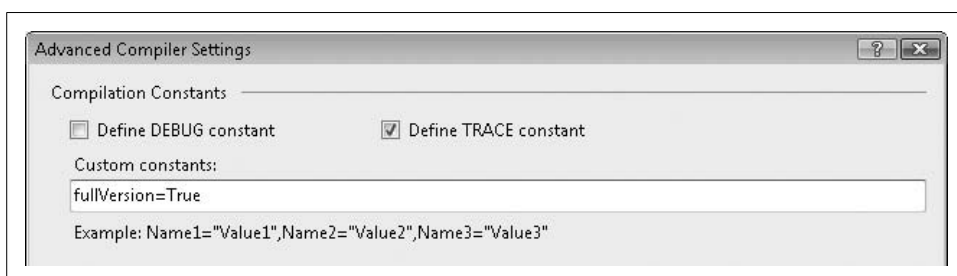 Advanced Compiler Settings
Compilation Constants
Define DEBUG constant
Define TRACE constant
Custom constants:
fullVersion=True
Example: Name1="Value1",Name2="Value2",Name3="Value3"